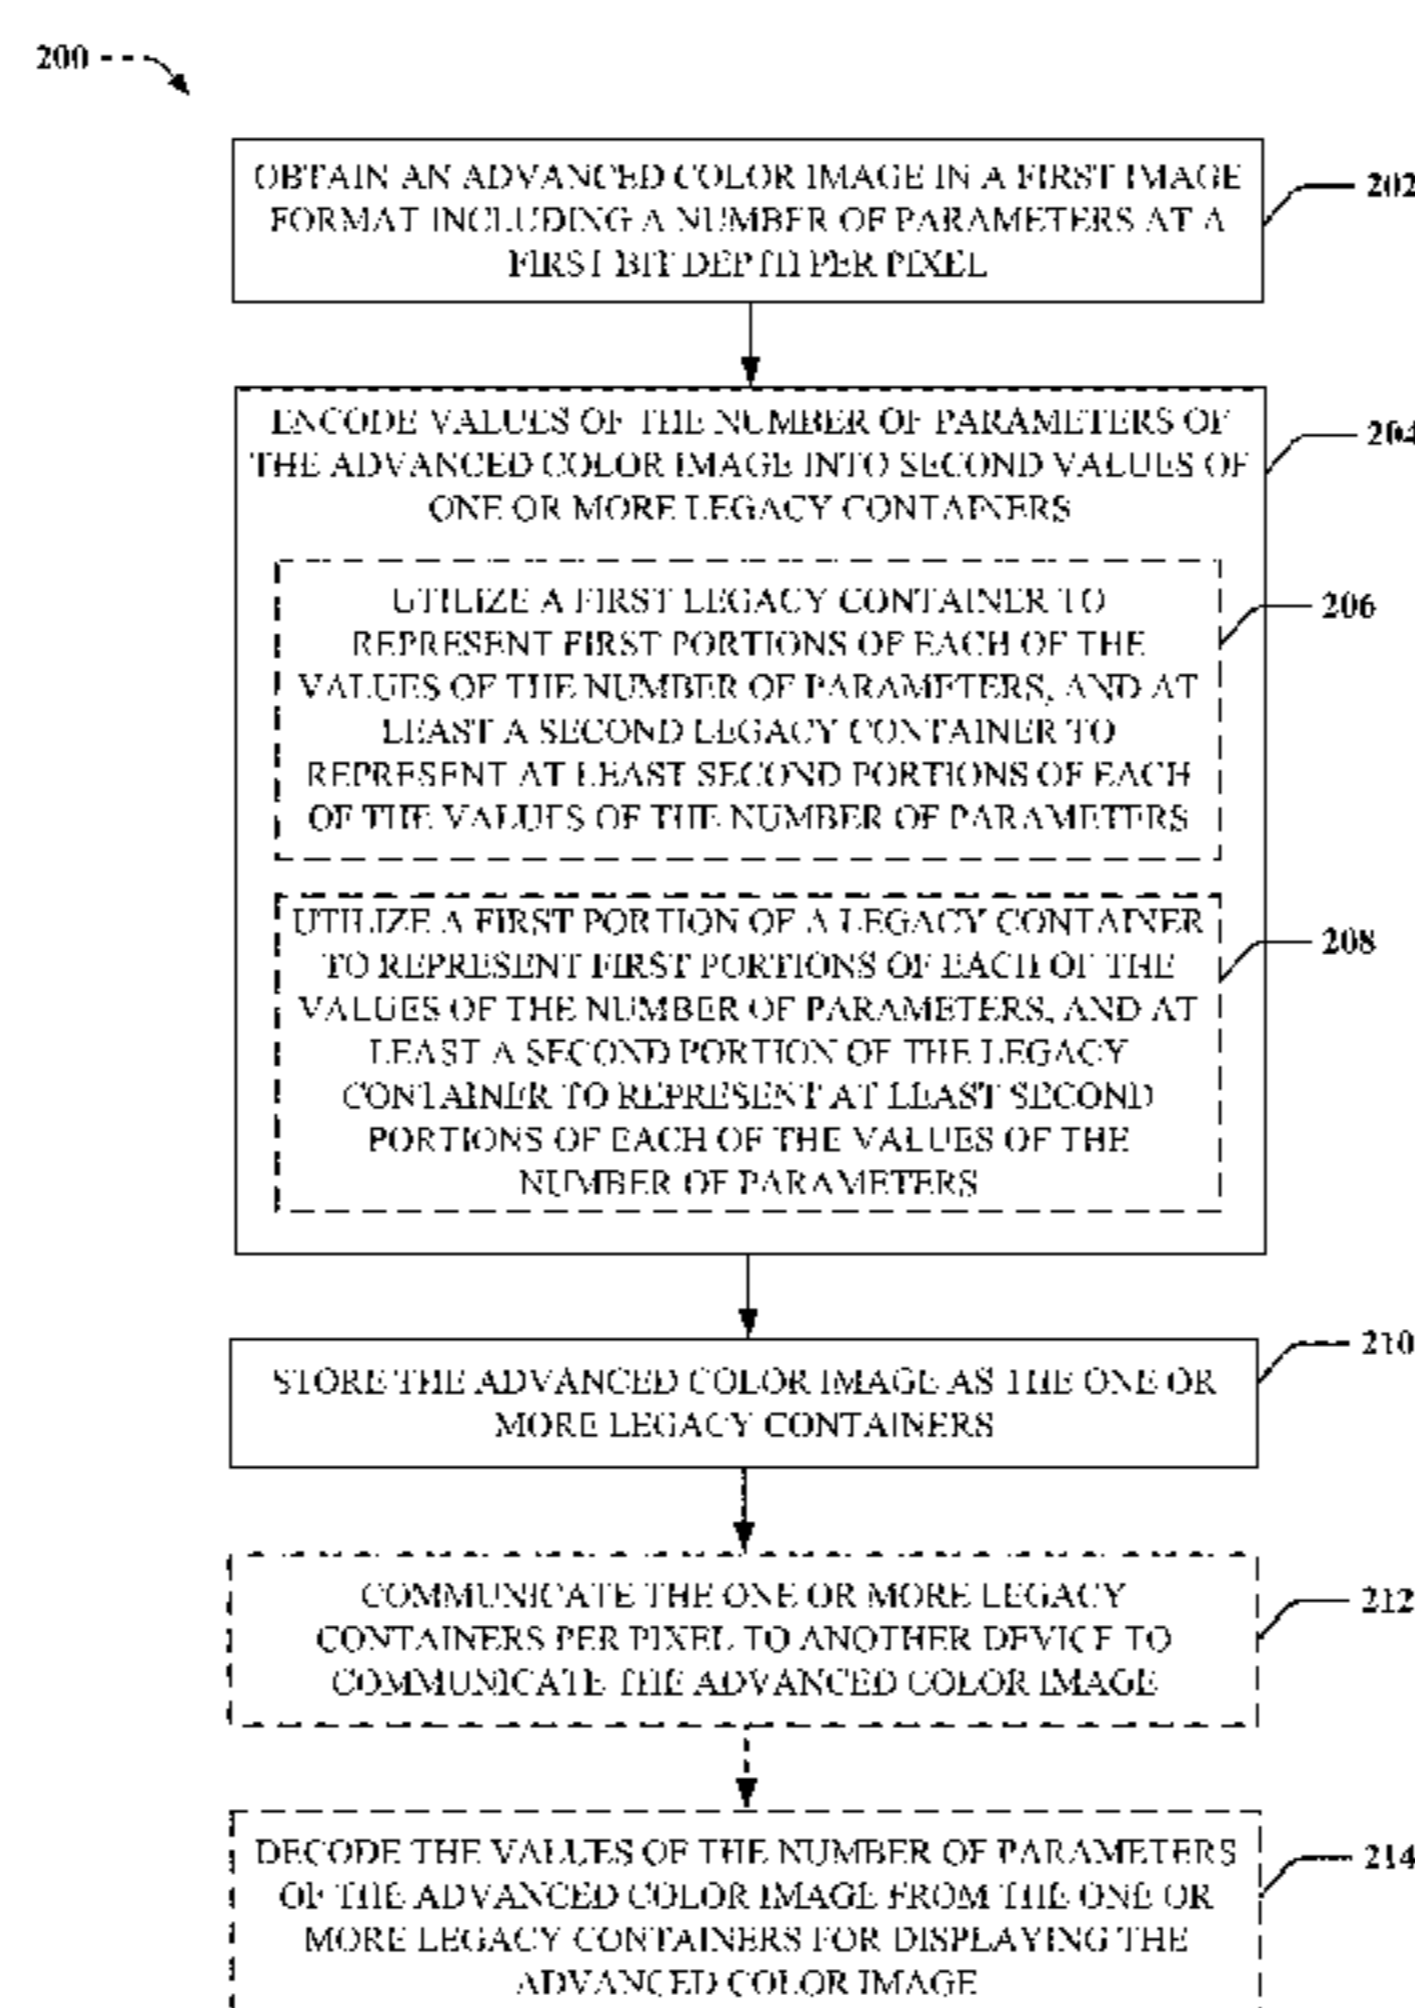 200
OBTAIN AN ADVANCED COLOR IMAGE IN A FIRST IMAGE
FORMAT INCLUDING A NUMBER OF PARAMETERS AT A
FIRST BIT DEPTH PER PIXEL
202
ENCODE VALUES OF THE NUMBER OF PARAMETERS OF
THE ADVANCED COLOR IMAGE INTO SECOND VALUES OF
ONE OR MORE LEGACY CONTAINERS
204
UTILIZE A FIRST LEGACY CONTAINER TO
REPRESENT FIRST PORTIONS OF EACH OF THE
VALUES OF THE NUMBER OF PARAMETERS, AND AT
LEAST A SECOND LEGACY CONTAINER TO
REPRESENT AT LEAST SECOND PORTIONS OF EACH
OF THE VALUES OF THE NUMBER OF PARAMETERS
206
UTILIZE A FIRST PORTION OF A LEGACY CONTAINER
TO REPRESENT FIRST PORTIONS OF EACH OF THE
VALUES OF THE NUMBER OF PARAMETERS, AND AT
LEAST A SECOND PORTION OF THE LEGACY
CONTAINER TO REPRESENT AT LEAST SECOND
PORTIONS OF EACH OF THE VALUES OF THE
NUMBER OF PARAMETERS
208
STORE THE ADVANCED COLOR IMAGE AS THE ONE OR
MORE LEGACY CONTAINERS
210
COMMUNICATE THE ONE OR MORE LEGACY
CONTAINERS PER PIXEL TO ANOTHER DEVICE TO
COMMUNICATE THE ADVANCED COLOR IMAGE
212
DECODE THE VALUES OF THE NUMBER OF PARAMETERS
OF THE ADVANCED COLOR IMAGE FROM THE ONE OR
MORE LEGACY CONTAINERS FOR DISPLAYING THE
ADVANCED COLOR IMAGE
214